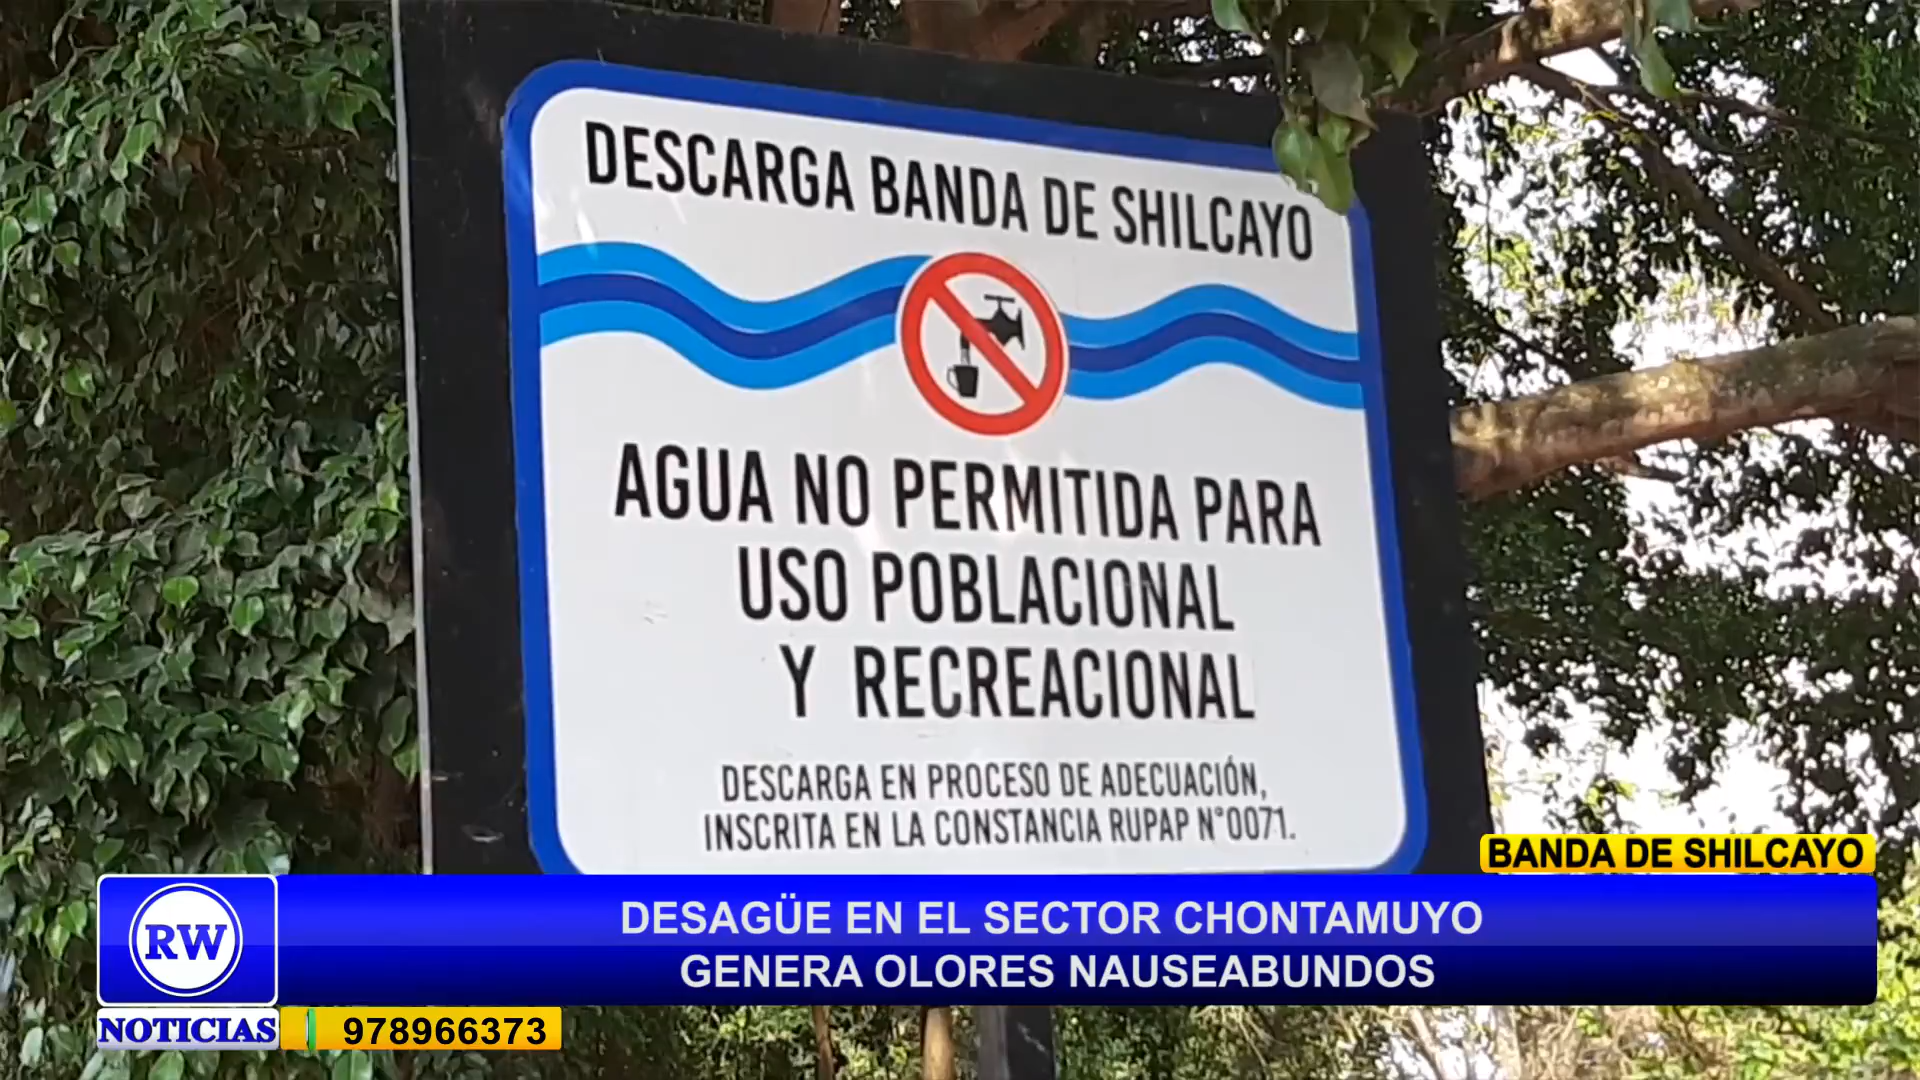 DESCARGA BANDA DE SHILCAYO
AGUA NO PERMITIDA PARA
USO POBLACIONAL
Y RECREACIONAL
DESCARGA EN PROCESO DE ADECUACIÓN,
INSCRITA EN LA CONSTANCIA RUPAP N°0071.
BANDA DE SHILCAYO
DESAGÜE EN EL SECTOR CHONTAMUYO
GENERA OLORES NAUSEABUNDOS
RW
NOTICIAS
978966373